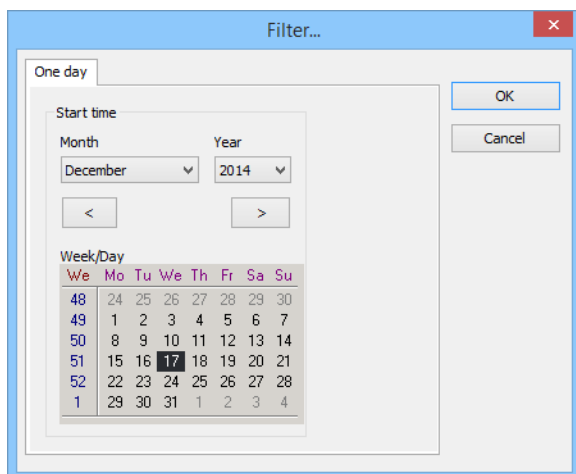 Filter...
One day
OK
Cancel
Start time
Month Year
December 2014
< >
Week/Day
We Mo Tu We Th Fr Sa Su
48 24 25 26 27 28 29 30
49 1 2 3 4 5 6 7
50 8 9 10 11 12 13 14
51 15 16 17 18 19 20 21
52 22 23 24 25 26 27 28
1 29 30 31 1 2 3 4